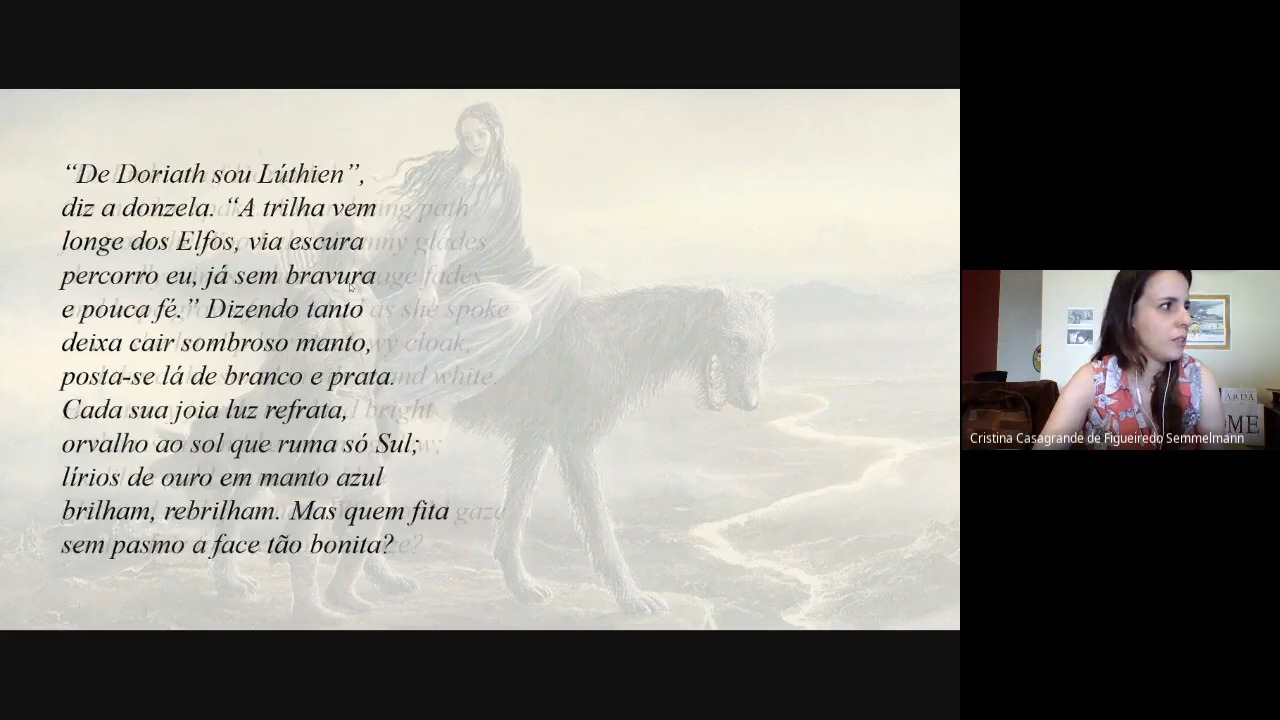 “De Doriath sou Lúthien”,
diz a donzela. “A trilha vem
longe dos Elfos, via escura
percorro eu, já sem bravura
e pouca fé.” Dizendo tanto
deixa cair sombroso manto,
posta-se lá de branco e prata.
Cada sua joia luz refrata,
orvalho ao sol que ruma só Sul;
lírios de ouro em manto azul
brilham, rebrilham. Mas quem fita
sem pasmo a face tão bonita?
ARDA
Cristina Casagrande de Figueiredo Semmelmann